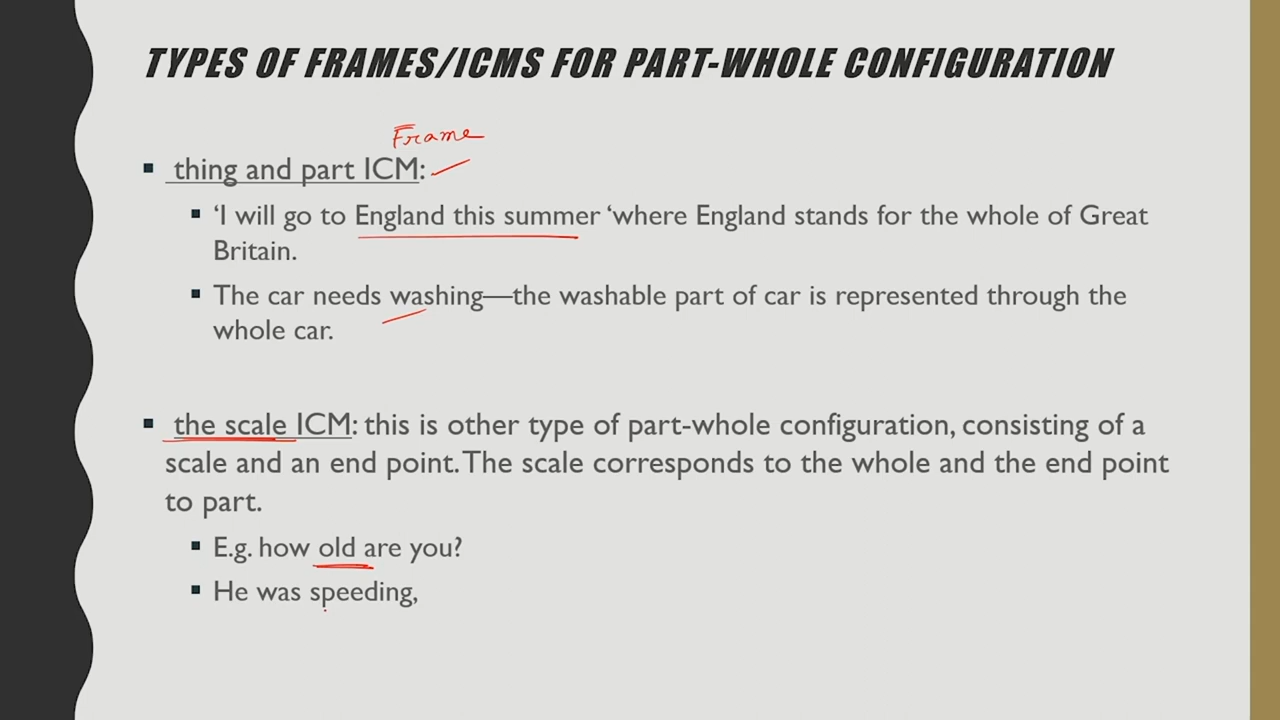 TYPES OF FRAMES/ICMS FOR PART-WHOLE CONFIGURATION
Frame
thing and part ICM:
‘I will go to England this summer ‘where England stands for the whole of Great
Britain.
The car needs washing—the washable part of car is represented through the
whole car.
the scale ICM: this is other type of part-whole configuration, consisting of a
scale and an end point. The scale corresponds to the whole and the end point
to part.
E.g. how old are you?
He was speeding,